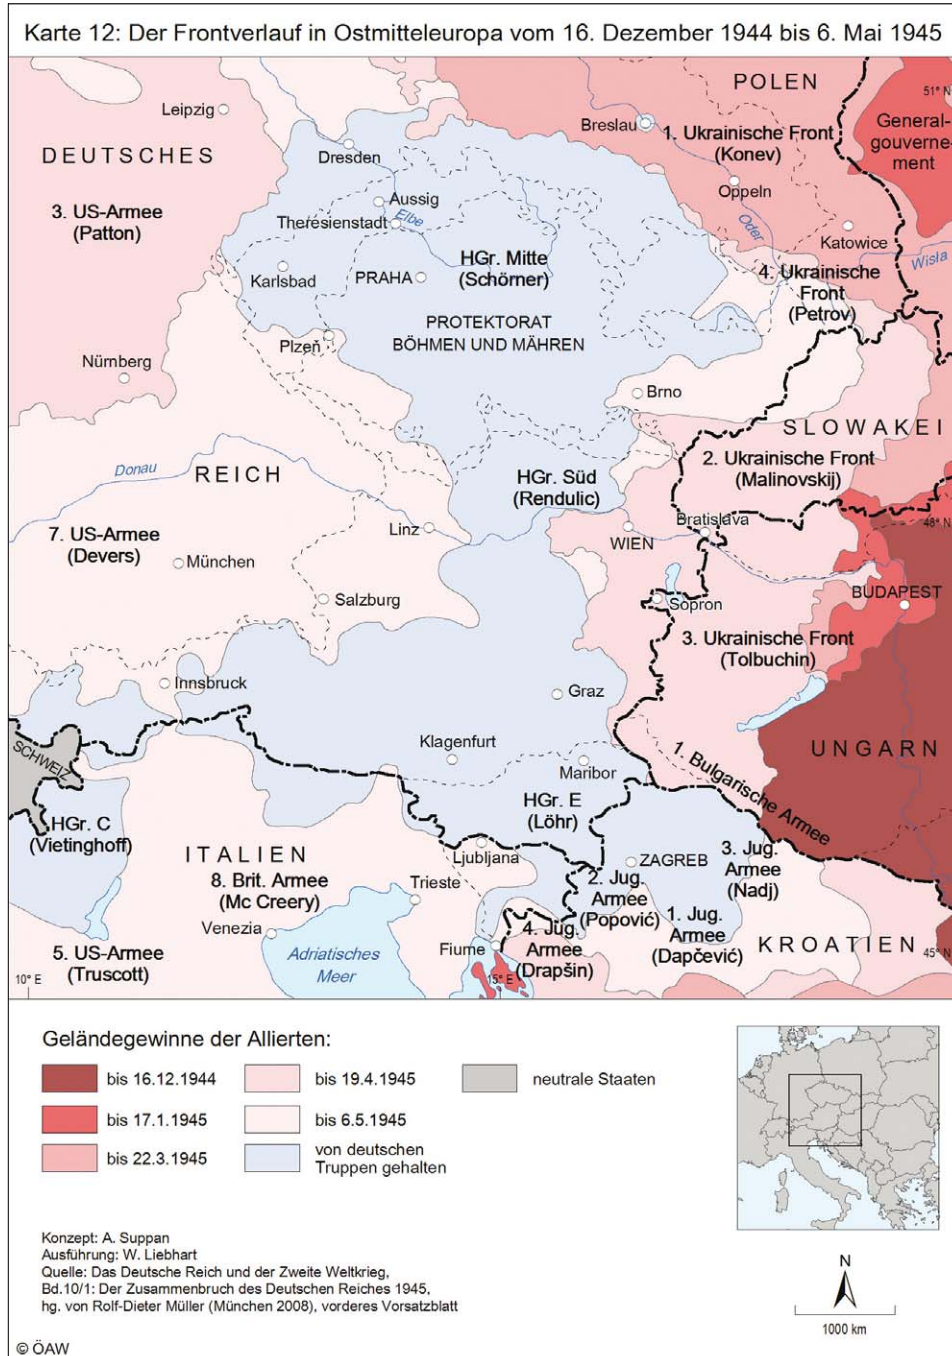 Karte 12: Der Frontverlauf in Ostmitteleuropa vom 16. Dezember 1944 bis 6. Mai 1945
POLEN
51° N
Leipzig
General-
gouverne-
ment
Breslau
1. Ukrainische Front
(Konev)
DEUTSCHES
Dresden
Oppeln
3. US-Armee
(Patton)
Aussig
Elbe
Theresienstadt
Oder
Katowice
Wisła
HGr. Mitte
(Schörner)
Karlsbad
PRAHA
4. Ukrainische
Front
(Petrov)
PROTEKTORAT
BÖHMEN UND MÄHREN
Plzeň
Nürnberg
Brno
SLOWAKEI
2. Ukrainische Front
(Malinovskij)
Donau
REICH
HGr. Süd
(Rendulic)
7. US-Armee
(Devers)
Linz
WIEN
Bratislava
48° N
München
BUDAPEST
Salzburg
Sopron
3. Ukrainische Front
(Tolbuchin)
Innsbruck
Graz
SCHWEIZ
Klagenfurt
Maribor
1. Bulgarische Armee
UNGARN
HGr. C
(Vietinghoff)
HGr. E
(Löhr)
ITALIEN
Ljubljana
ZAGREB
3. Jug.
Armee
(Nadj)
8. Brit. Armee
(Mc Creery)
Trieste
2. Jug.
Armee
(Popović)
1. Jug.
Armee
(Dapčević)
Venezia
5. US-Armee
(Truscott)
Adriatisches
Meer
Fiume
4. Jug.
Armee
(Drapšin)
KROATIEN
45° N
10° E
15° E
Geländegewinne der Allierten:
bis 16.12.1944
bis 17.1.1945
bis 22.3.1945
bis 19.4.1945
bis 6.5.1945
von deutschen
Truppen gehalten
neutrale Staaten
Konzept: A. Suppan
Ausführung: W. Liebhart
Quelle: Das Deutsche Reich und der Zweite Weltkrieg,
Bd.10/1: Der Zusammenbruch des Deutschen Reiches 1945,
hg. von Rolf-Dieter Müller (München 2008), vorderes Vorsatzblatt
N
1000 km
© ÖAW